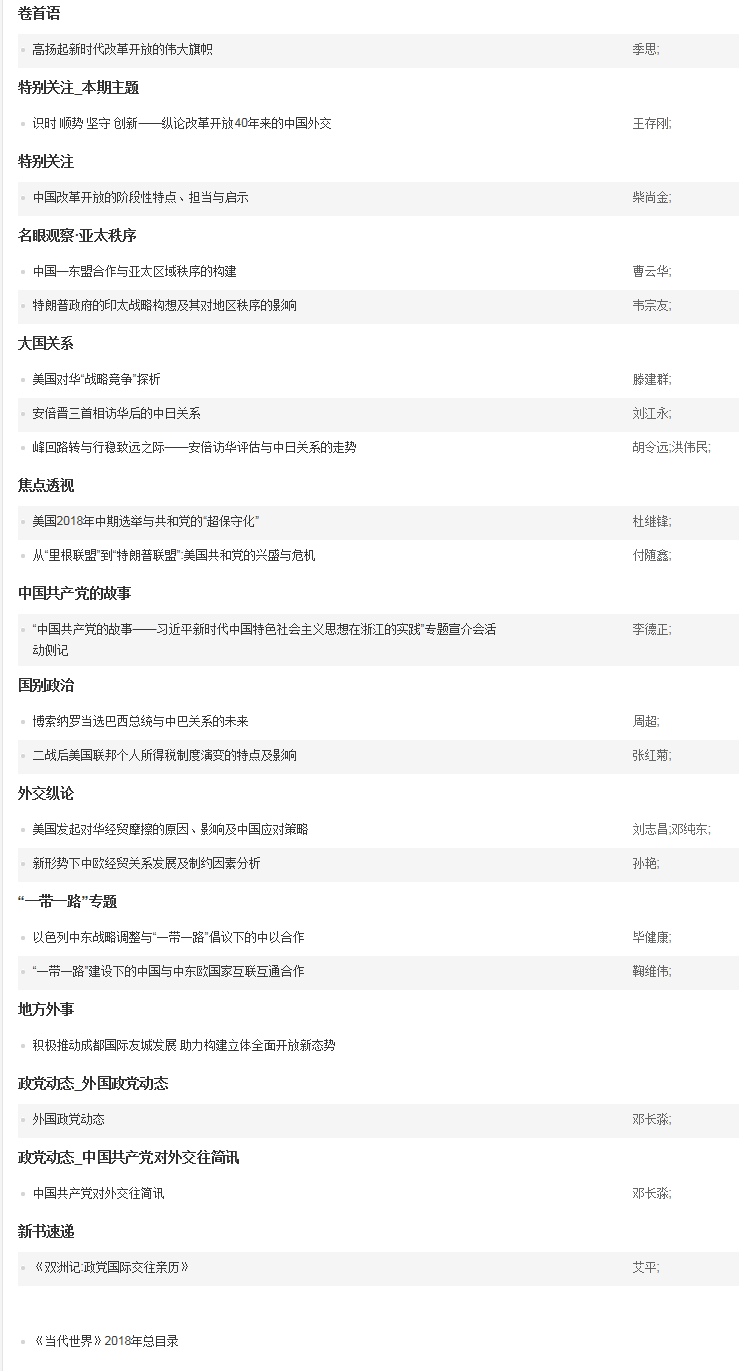 卷首语
高扬起新时代改革开放的伟大旗帜 季思;
特别关注_本期主题
识时 顺势 坚守 创新——纵论改革开放40年来的中国外交 王存刚;
特别关注
中国改革开放的阶段性特点、担当与启示 柴尚金;
名眼观察·亚太秩序
中国—东盟合作与亚太区域秩序的构建 曹云华;
特朗普政府的印太战略构想及其对地区秩序的影响 韦宗友;
大国关系
美国对华“战略竞争”探析 滕建群;
安倍晋三首相访华后的中日关系 刘江永;
峰回路转与行稳致远之际——安倍访华评估与中日关系的走势 胡令远;洪伟民;
焦点透视
美国2018年中期选举与共和党的“超保守化” 杜维锋;
从“里根联盟”到“特朗普联盟”:美国共和党的兴盛与危机 付随鑫;
中国共产党的故事
“中国共产党的故事——习近平新时代中国特色社会主义思想在浙江的实践”专题宣介会活 李德正;
动侧记
国别政治
博索纳罗当选巴西总统与中巴关系的未来 周超;
二战后美国联邦个人所得税制度演变的特点及影响 张红菊;
外交纵论
美国发起对华经贸摩擦的原因、影响及中国应对策略 刘志昌;邓纯东;
新形势下中欧经贸关系发展及制约因素分析 孙艳;
“一带一路”专题
以色列中东战略调整与“一带一路”倡议下的中以合作 毕健康;
“一带一路”建设下的中国与中东欧国家互联互通合作 鞠维伟;
地方外事
积极推动成都国际友城发展 助力构建立体全面开放新态势
政党动态_外国政党动态
外国政党动态 邓长淼;
政党动态_中国共产党对外交往简讯
中国共产党对外交往简讯 邓长淼;
新书速递
《双洲记:政党国际交往亲历》 艾平;
《当代世界》2018年总目录